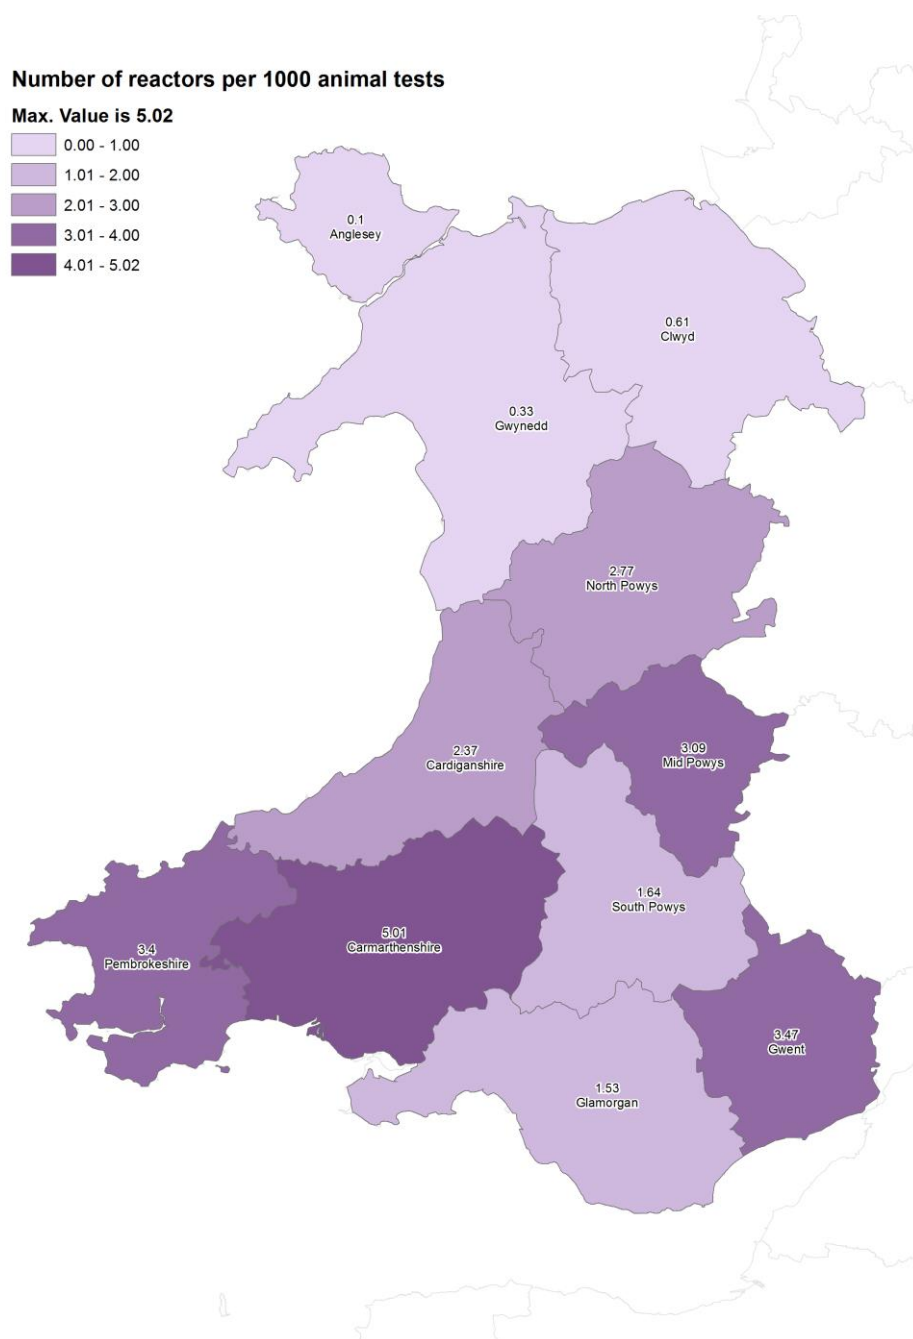 Number of reactors per 1000 animal tests
Max. Value is 5.02
0.00 - 1.00
1.01 - 2.00
2.01 - 3.00
3.01 - 4.00
4.01 - 5.02
0.1
Anglesey
0.61
Clwyd
0.33
Gwynedd
2.77
North Powys
2.37
Cardiganshire
3.09
Mid Powys
1.64
South Powys
5.01
Carmarthenshire
3.4
Pembrokeshire
3.47
Gwent
1.53
Glamorgan